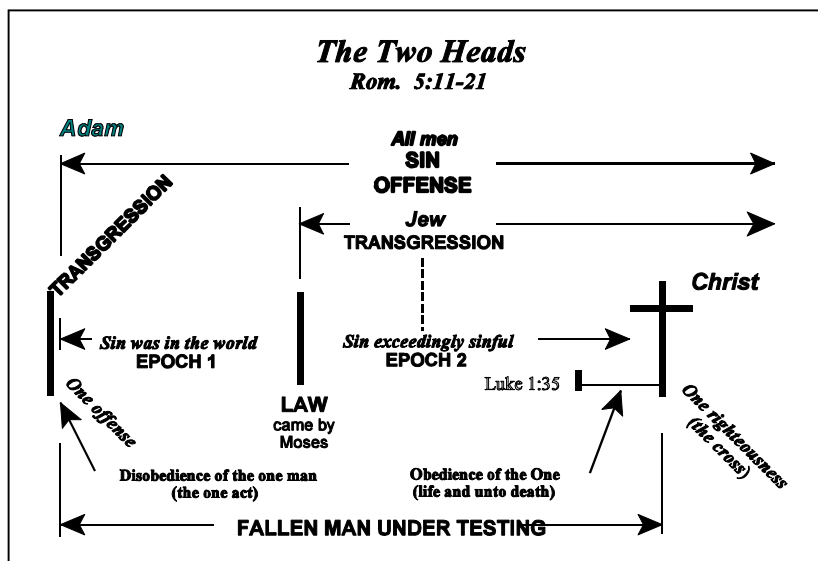 The Two Heads
Rom. 5:11-21
Adam
All men
SIN
OFFENSE
TRANSGRESSION
Jew
TRANSGRESSION
Christ
Sin was in the world
EPOCH 1
Sin exceedingly sinful
EPOCH 2
Luke 1:35
One offense
LAW
came by
Moses
One righteousness
(the cross)
Disobedience of the one man
(the one act)
Obedience of the One
(life and unto death)
FALLEN MAN UNDER TESTING